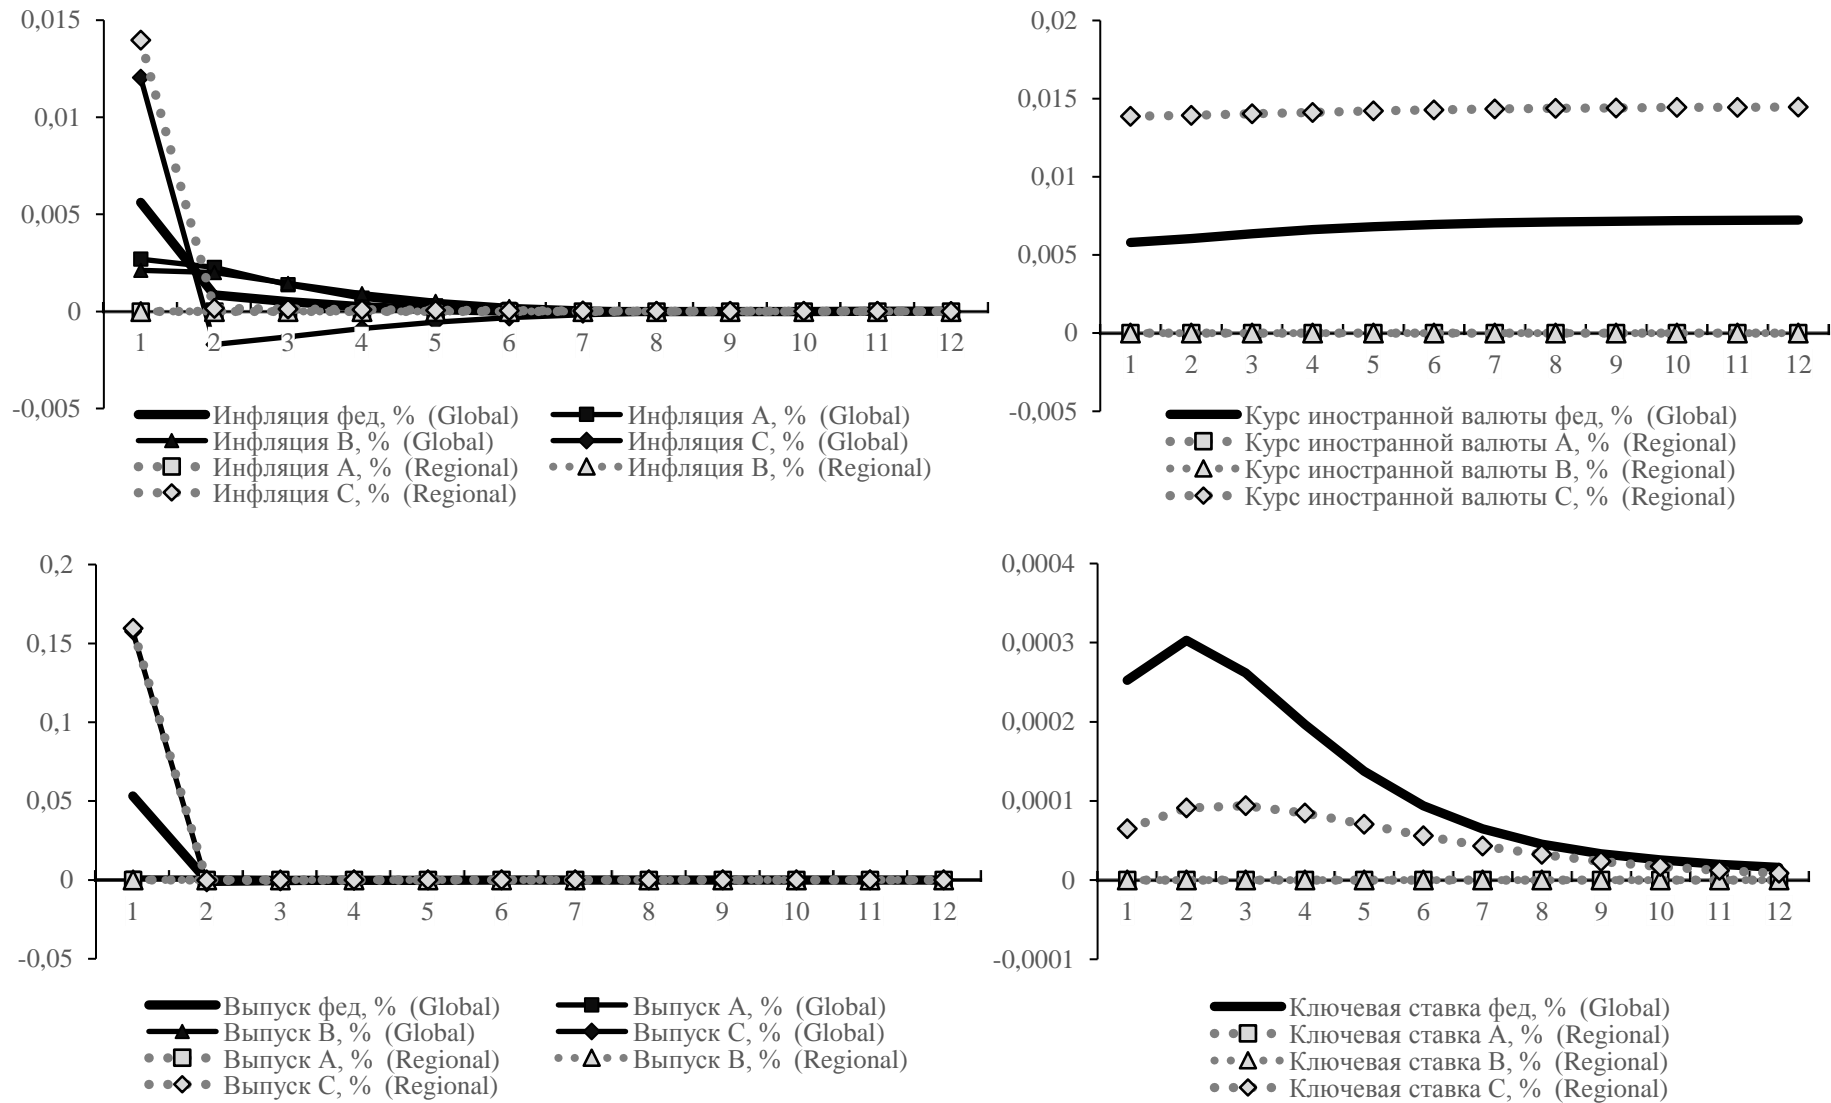 0,015
0,01
0,005
0
-0,005
1 2 3 4 5 6 7 8 9 10 11 12
Инфляция фед, % (Global)
Инфляция A, % (Global)
Инфляция B, % (Global)
Инфляция C, % (Global)
Инфляция A, % (Regional)
Инфляция B, % (Regional)
Инфляция C, % (Regional)
0,02
0,015
0,01
0,005
0
-0,005
1 2 3 4 5 6 7 8 9 10 11 12
Курс иностранной валюты фед, % (Global)
Курс иностранной валюты A, % (Regional)
Курс иностранной валюты B, % (Regional)
Курс иностранной валюты C, % (Regional)
0,2
0,15
0,1
0,05
0
-0,05
1 2 3 4 5 6 7 8 9 10 11 12
Выпуск фед, % (Global)
Выпуск A, % (Global)
Выпуск B, % (Global)
Выпуск C, % (Global)
Выпуск A, % (Regional)
Выпуск B, % (Regional)
Выпуск C, % (Regional)
0,0004
0,0003
0,0002
0,0001
0
-0,0001
1 2 3 4 5 6 7 8 9 10 11 12
Ключевая ставка фед, % (Global)
Ключевая ставка A, % (Regional)
Ключевая ставка B, % (Regional)
Ключевая ставка C, % (Regional)